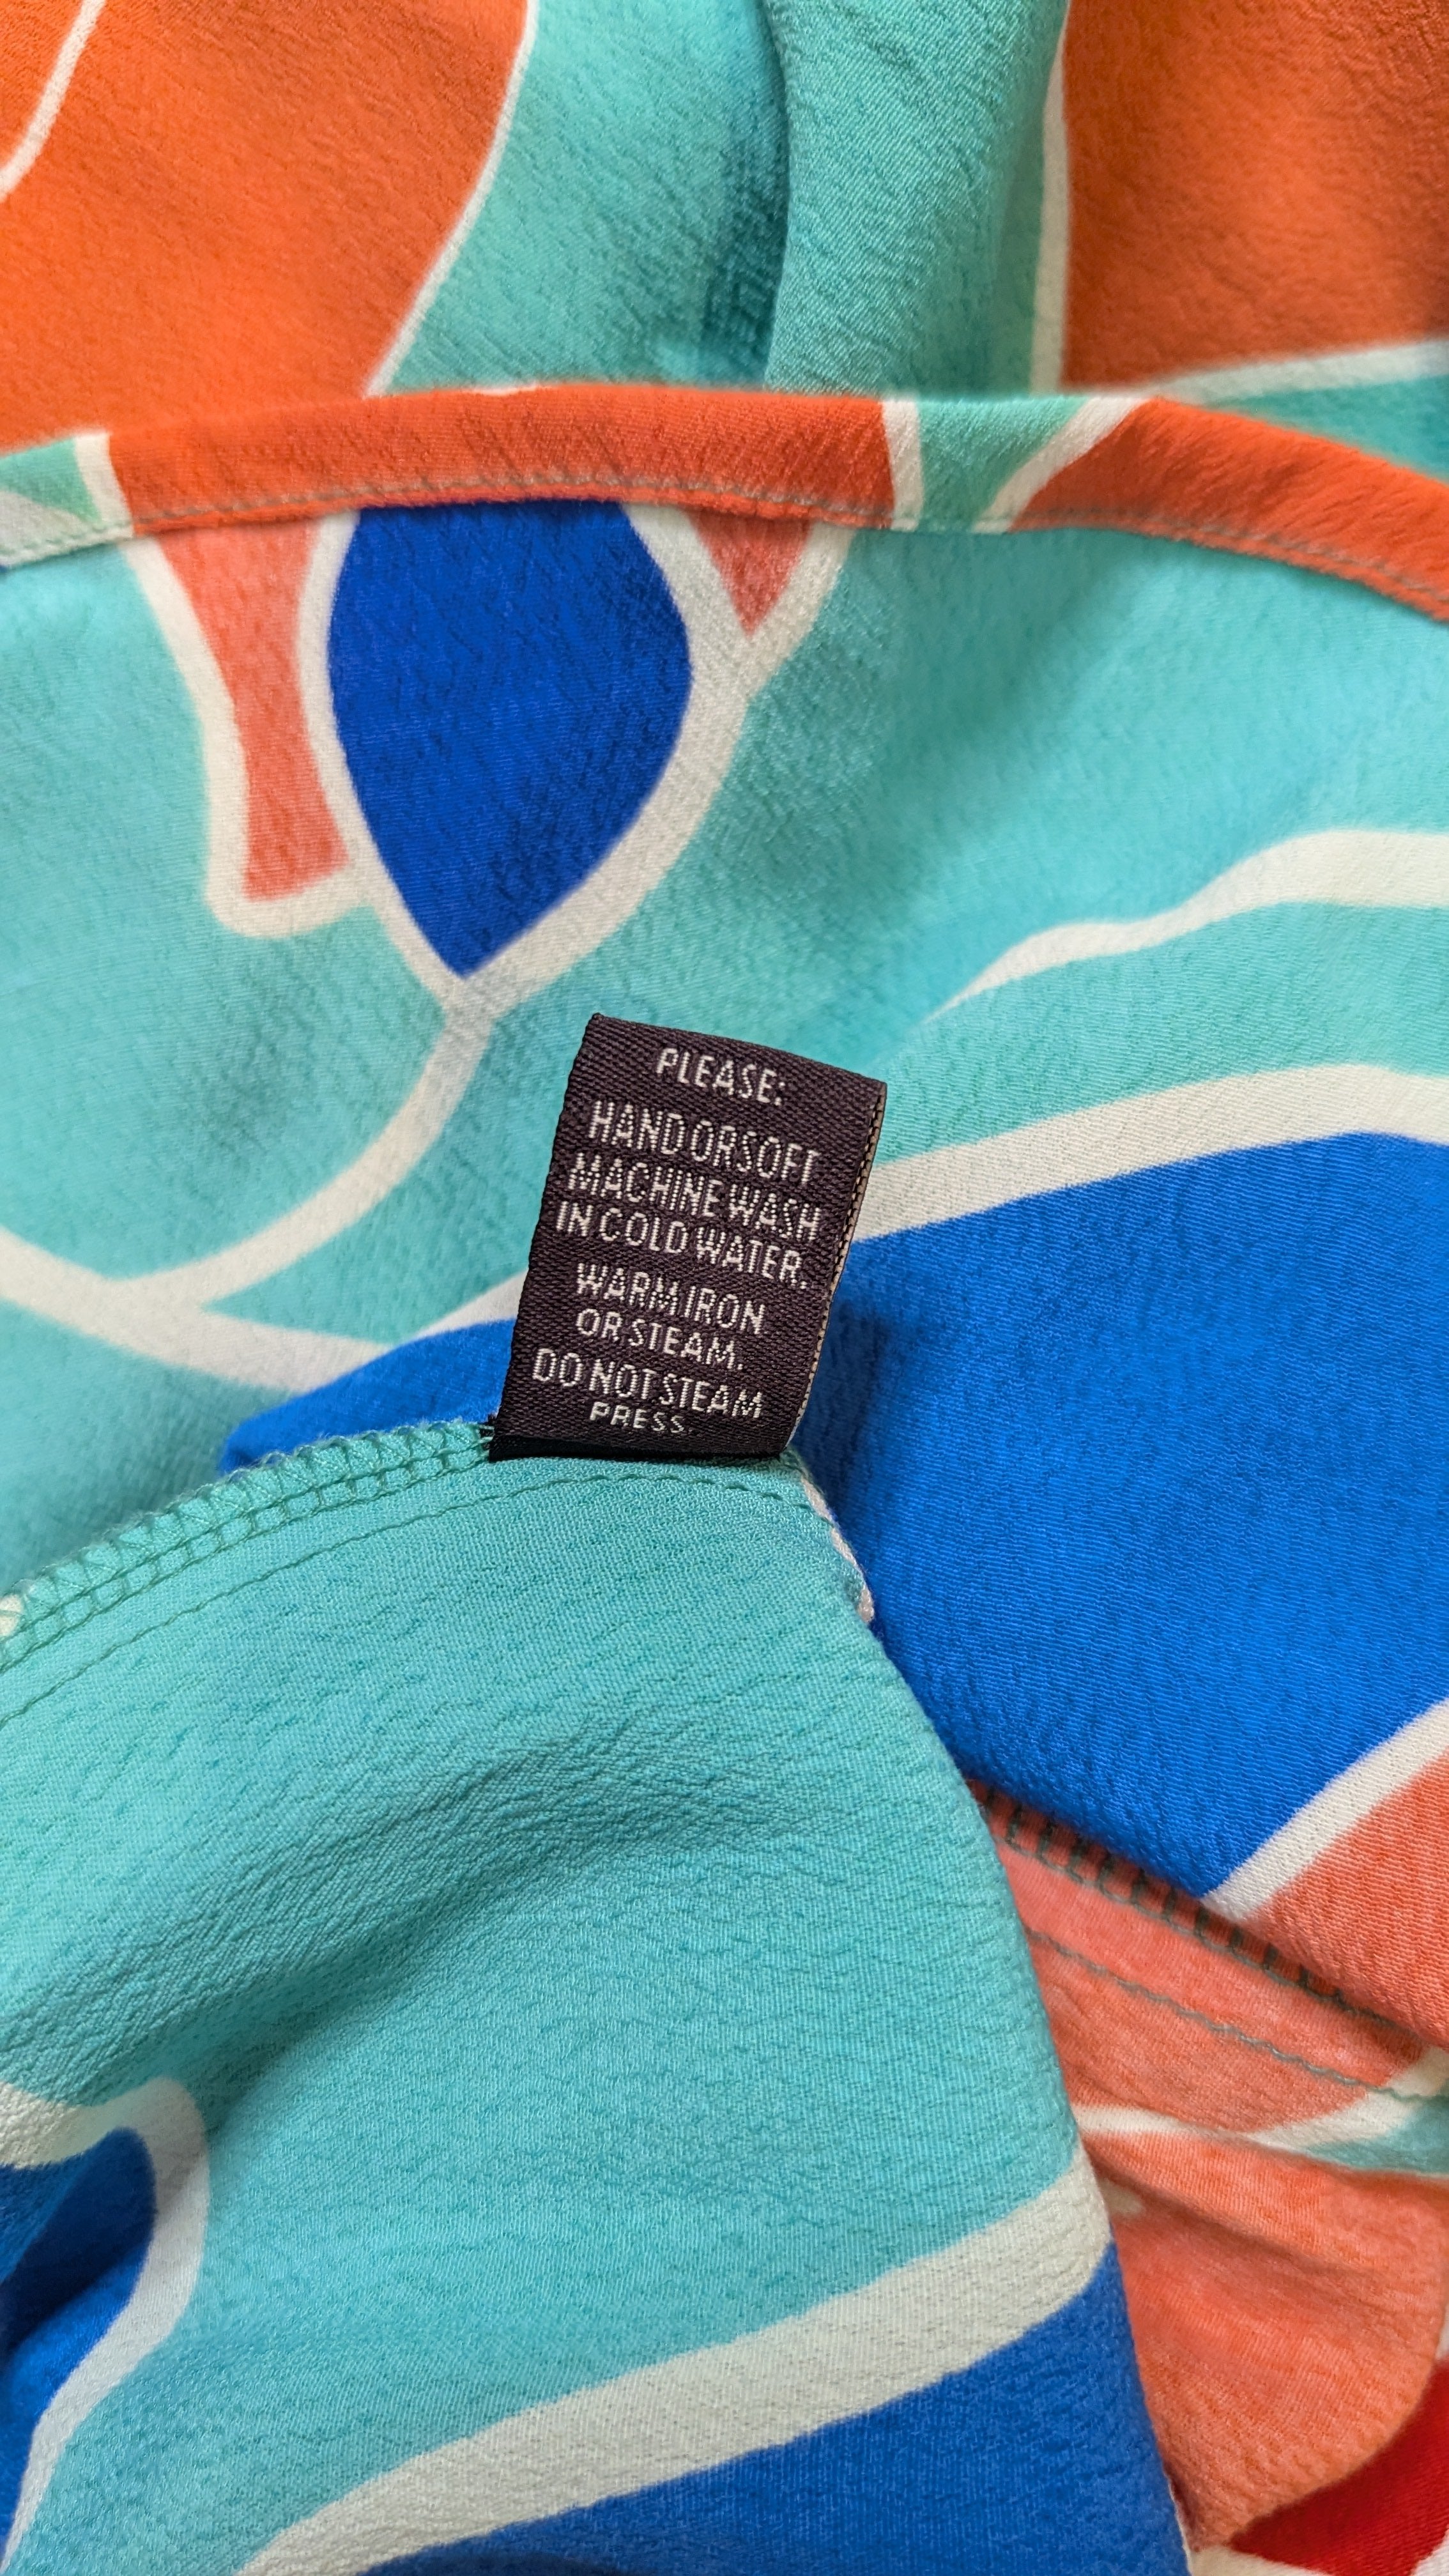 PLEASE:
HAND OR SOFT
MACHINE WASH
IN COLD WATER.
WARM IRON
OR STEAM.
DO NOT STEAM
PRESS.